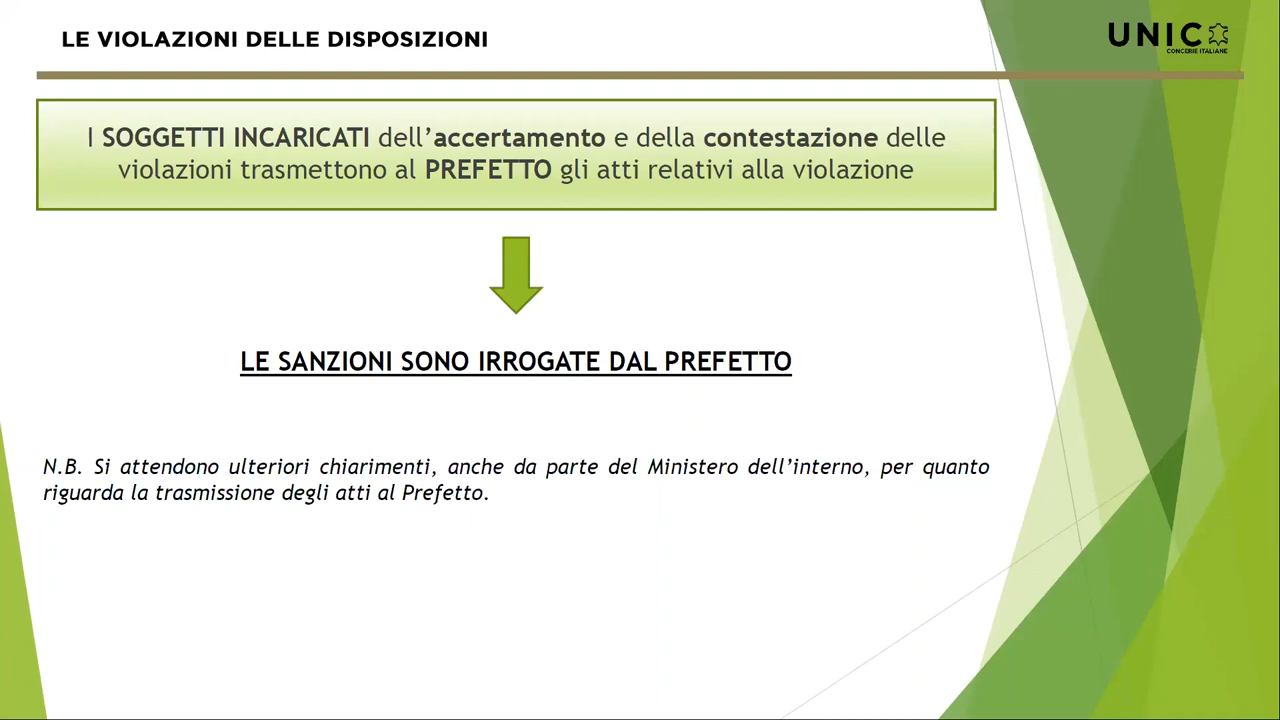 LE VIOLAZIONI DELLE DISPOSIZIONI
UNIC
CONCERIE ITALIANE
I SOGGETTI INCARICATI dell’accertamento e della contestazione delle
violazioni trasmettono al PREFETTO gli atti relativi alla violazione
LE SANZIONI SONO IRROGATE DAL PREFETTO
N.B. Si attendono ulteriori chiarimenti, anche da parte del Ministero dell’interno, per quanto
riguarda la trasmissione degli atti al Prefetto.